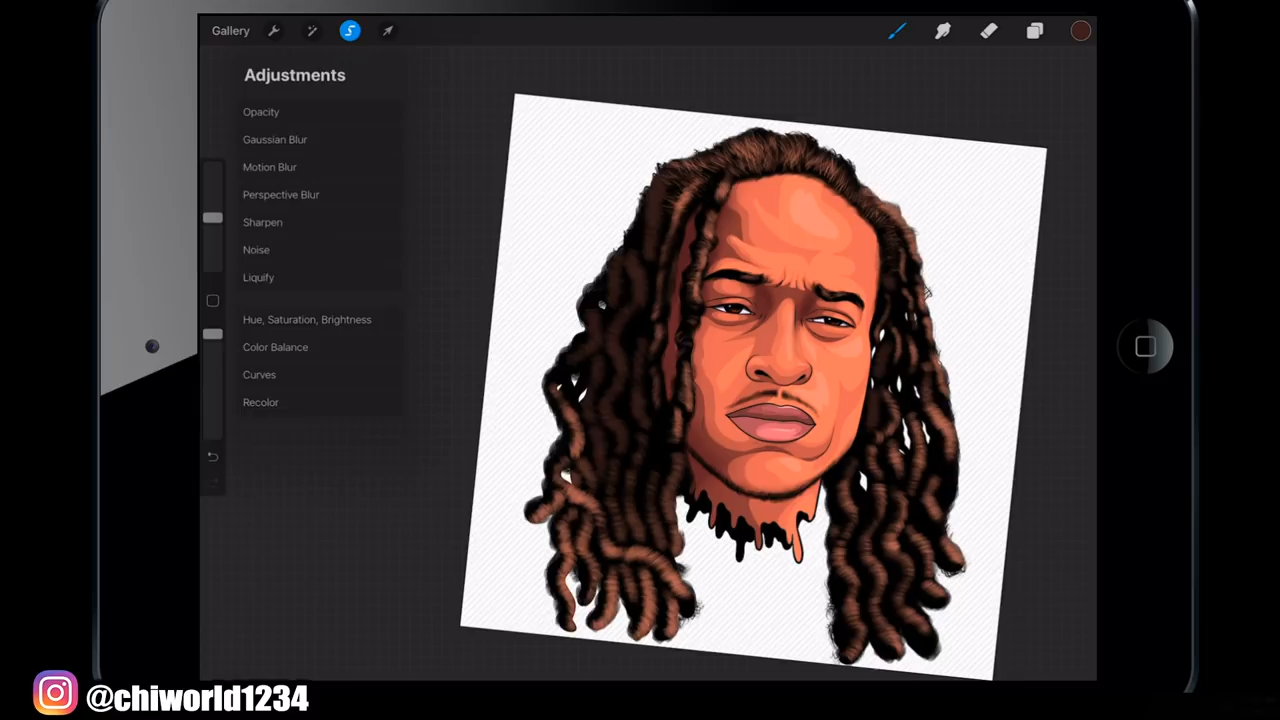 Gallery
Adjustments
Opacity
Gaussian Blur
Motion Blur
Perspective Blur
Sharpen
Noise
Liquify
Hue, Saturation, Brightness
Color Balance
Curves
Recolor
@chiworld1234